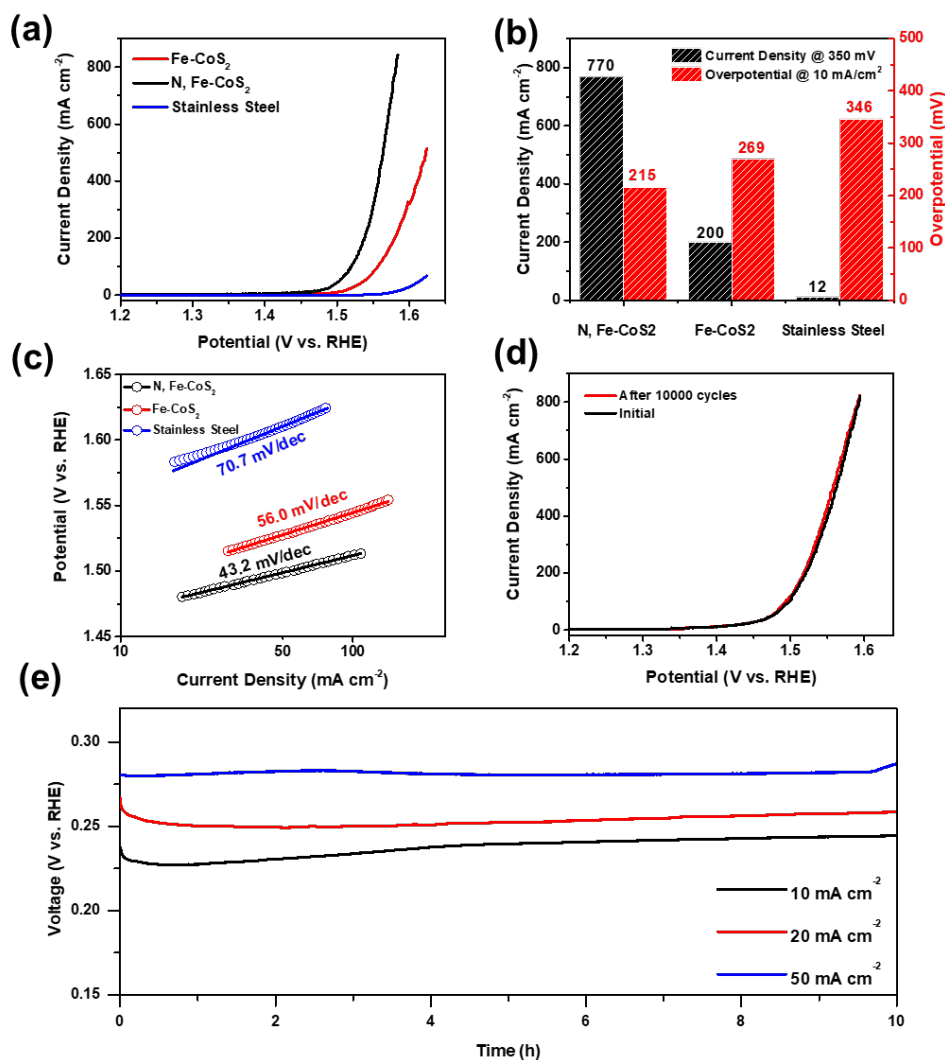 (a)
Fe-CoS₂
N, Fe-CoS₂
Stainless Steel
800
600
400
200
0
1.2 1.3 1.4 1.5 1.6
Current Density (mA cm⁻²)
Potential (V vs. RHE)
(b)
Current Density @ 350 mV
Overpotential @ 10 mA/cm²
770
215
200
269
12
346
800
600
400
200
0
500
400
300
200
100
0
N, Fe-CoS2 Fe-CoS2 Stainless Steel
Current Density (mA cm⁻²)
Overpotential (mV)
(c)
N, Fe-CoS₂
Fe-CoS₂
Stainless Steel
70.7 mV/dec
56.0 mV/dec
43.2 mV/dec
1.65
1.60
1.55
1.50
1.45
10 50 100
Potential (V vs. RHE)
Current Density (mA cm⁻²)
(d)
After 10000 cycles
Initial
800
600
400
200
0
1.2 1.3 1.4 1.5 1.6
Current Density (mA cm⁻²)
Potential (V vs. RHE)
(e)
0.30
0.25
0.20
0.15
10 mA cm⁻²
20 mA cm⁻²
50 mA cm⁻²
0 2 4 6 8 10
Voltage (V vs. RHE)
Time (h)